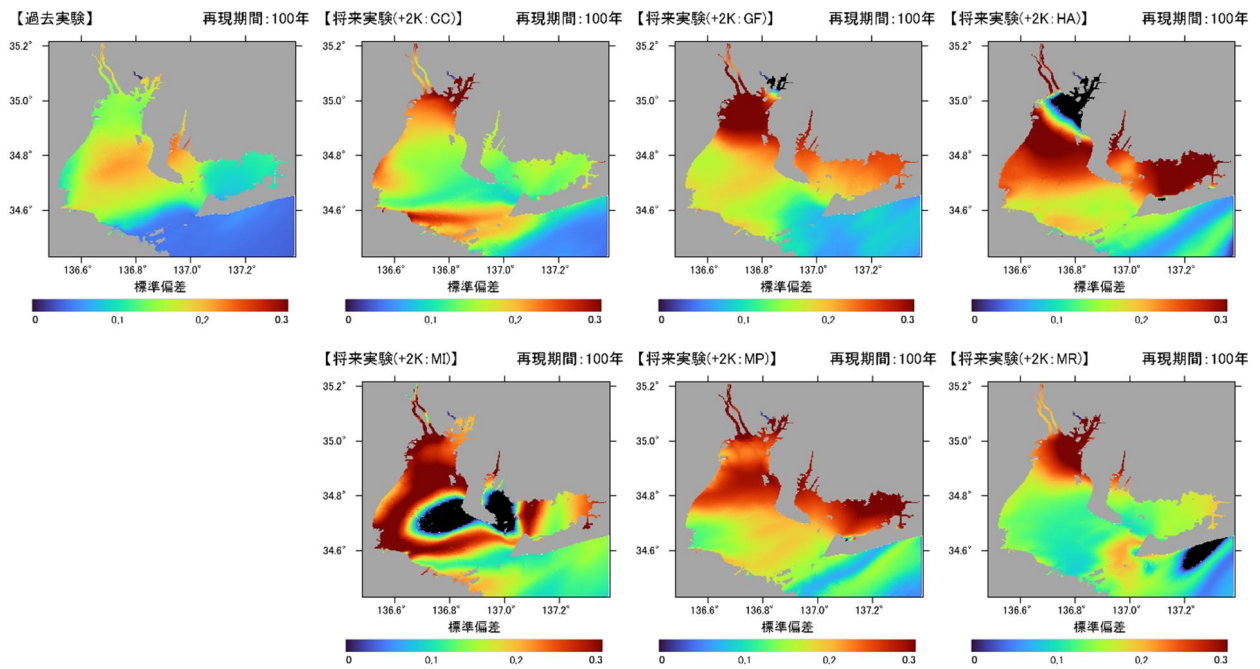 【過去実験】 再現期間:100年 【将来実験(+2K:CC)】 再現期間:100年 【将来実験(+2K:GF)】 再現期間:100年 【将来実験(+2K:HA)】 再現期間:100年
35.2° 35.2° 35.2° 35.2°
35.0° 35.0° 35.0° 35.0°
34.8° 34.8° 34.8° 34.8°
34.6° 34.6° 34.6° 34.6°
136.6° 136.8° 137.0° 137.2° 136.6° 136.8° 137.0° 137.2° 136.6° 136.8° 137.0° 137.2° 136.6° 136.8° 137.0° 137.2°
標準偏差 標準偏差 標準偏差 標準偏差
0 0.1 0.2 0.3 0 0.1 0.2 0.3 0 0.1 0.2 0.3 0 0.1 0.2 0.3
【将来実験(+2K:MI)】 再現期間:100年 【将来実験(+2K:MP)】 再現期間:100年 【将来実験(+2K:MR)】 再現期間:100年
35.2° 35.2° 35.2°
35.0° 35.0° 35.0°
34.8° 34.8° 34.8°
34.6° 34.6° 34.6°
136.6° 136.8° 137.0° 137.2° 136.6° 136.8° 137.0° 137.2° 136.6° 136.8° 137.0° 137.2°
標準偏差 標準偏差 標準偏差
0 0.1 0.2 0.3 0 0.1 0.2 0.3 0 0.1 0.2 0.3